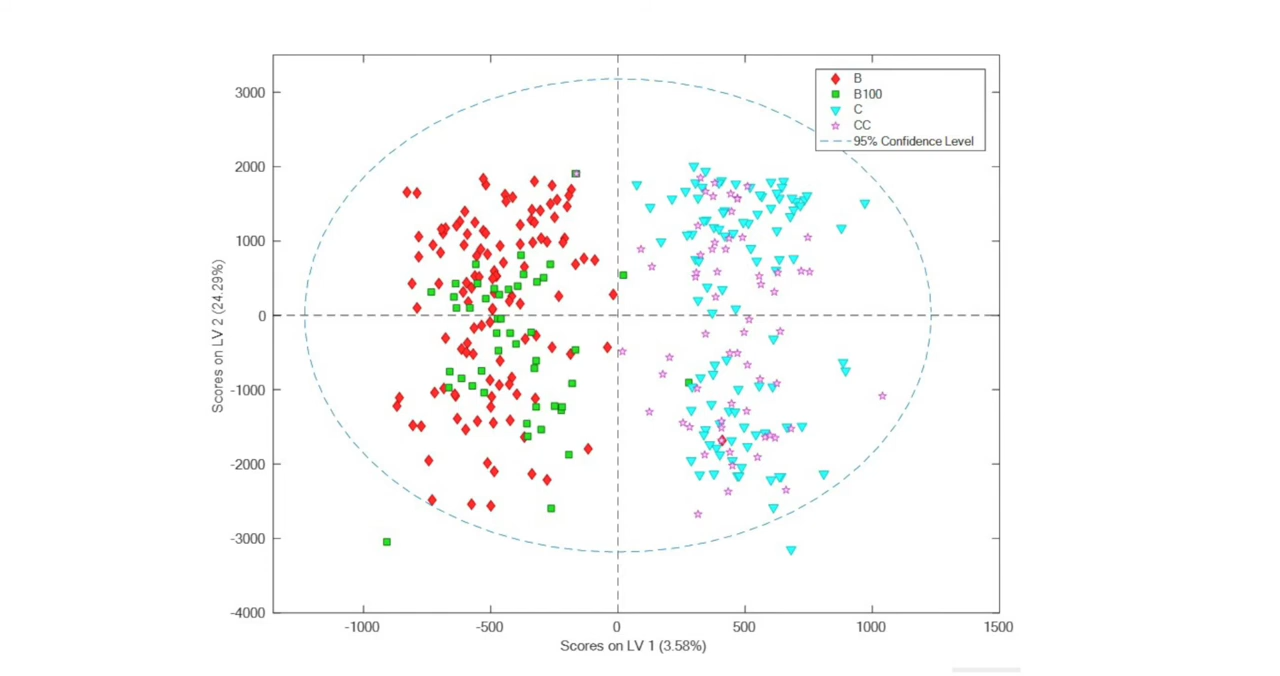 B
B100
C
CC
95% Confidence Level
3000
2000
1000
0
-1000
-2000
-3000
-4000
Scores on LV 2 (24.29%)
-1000
-500
0
500
1000
1500
Scores on LV 1 (3.58%)